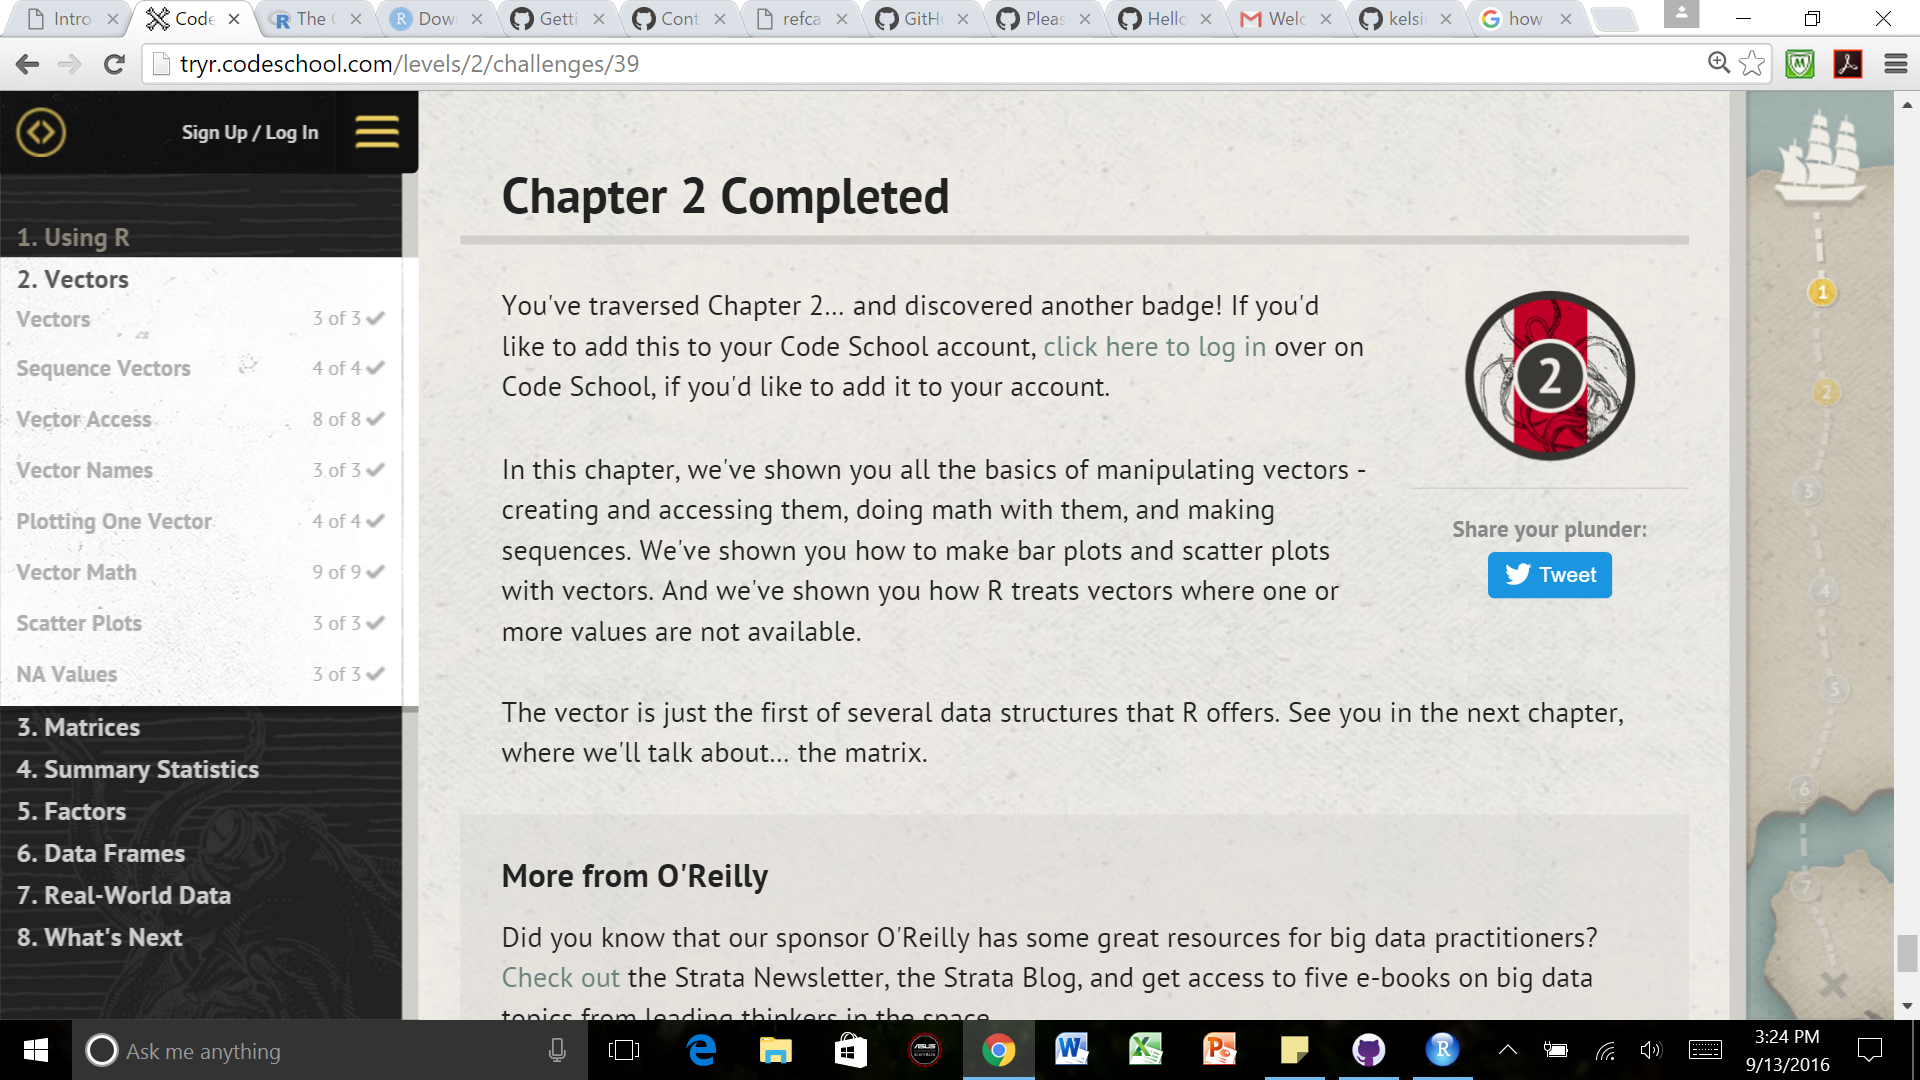 Intro
Code
The
Dow
Getti
Cont
refca
GitH
Pleas
Hello
Welc
kelsi
how
tryr.codeschool.com/levels/2/challenges/39
Sign Up / Log In
1. Using R
2. Vectors
Vectors 3 of 3
Sequence Vectors 4 of 4
Vector Access 8 of 8
Vector Names 3 of 3
Plotting One Vector 4 of 4
Vector Math 9 of 9
Scatter Plots 3 of 3
NA Values 3 of 3
3. Matrices
4. Summary Statistics
5. Factors
6. Data Frames
7. Real-World Data
8. What's Next
Chapter 2 Completed
You've traversed Chapter 2... and discovered another badge! If you'd
like to add this to your Code School account, click here to log in over on
Code School, if you'd like to add it to your account.
In this chapter, we've shown you all the basics of manipulating vectors -
creating and accessing them, doing math with them, and making
sequences. We've shown you how to make bar plots and scatter plots
with vectors. And we've shown you how R treats vectors where one or
more values are not available.
The vector is just the first of several data structures that R offers. See you in the next chapter,
where we'll talk about... the matrix.
2
Share your plunder:
Tweet
More from O'Reilly
Did you know that our sponsor O'Reilly has some great resources for big data practitioners?
Check out the Strata Newsletter, the Strata Blog, and get access to five e-books on big data
topics from leading thinkers in the space.
1
2
3
4
5
6
7
Ask me anything
3:24 PM
9/13/2016